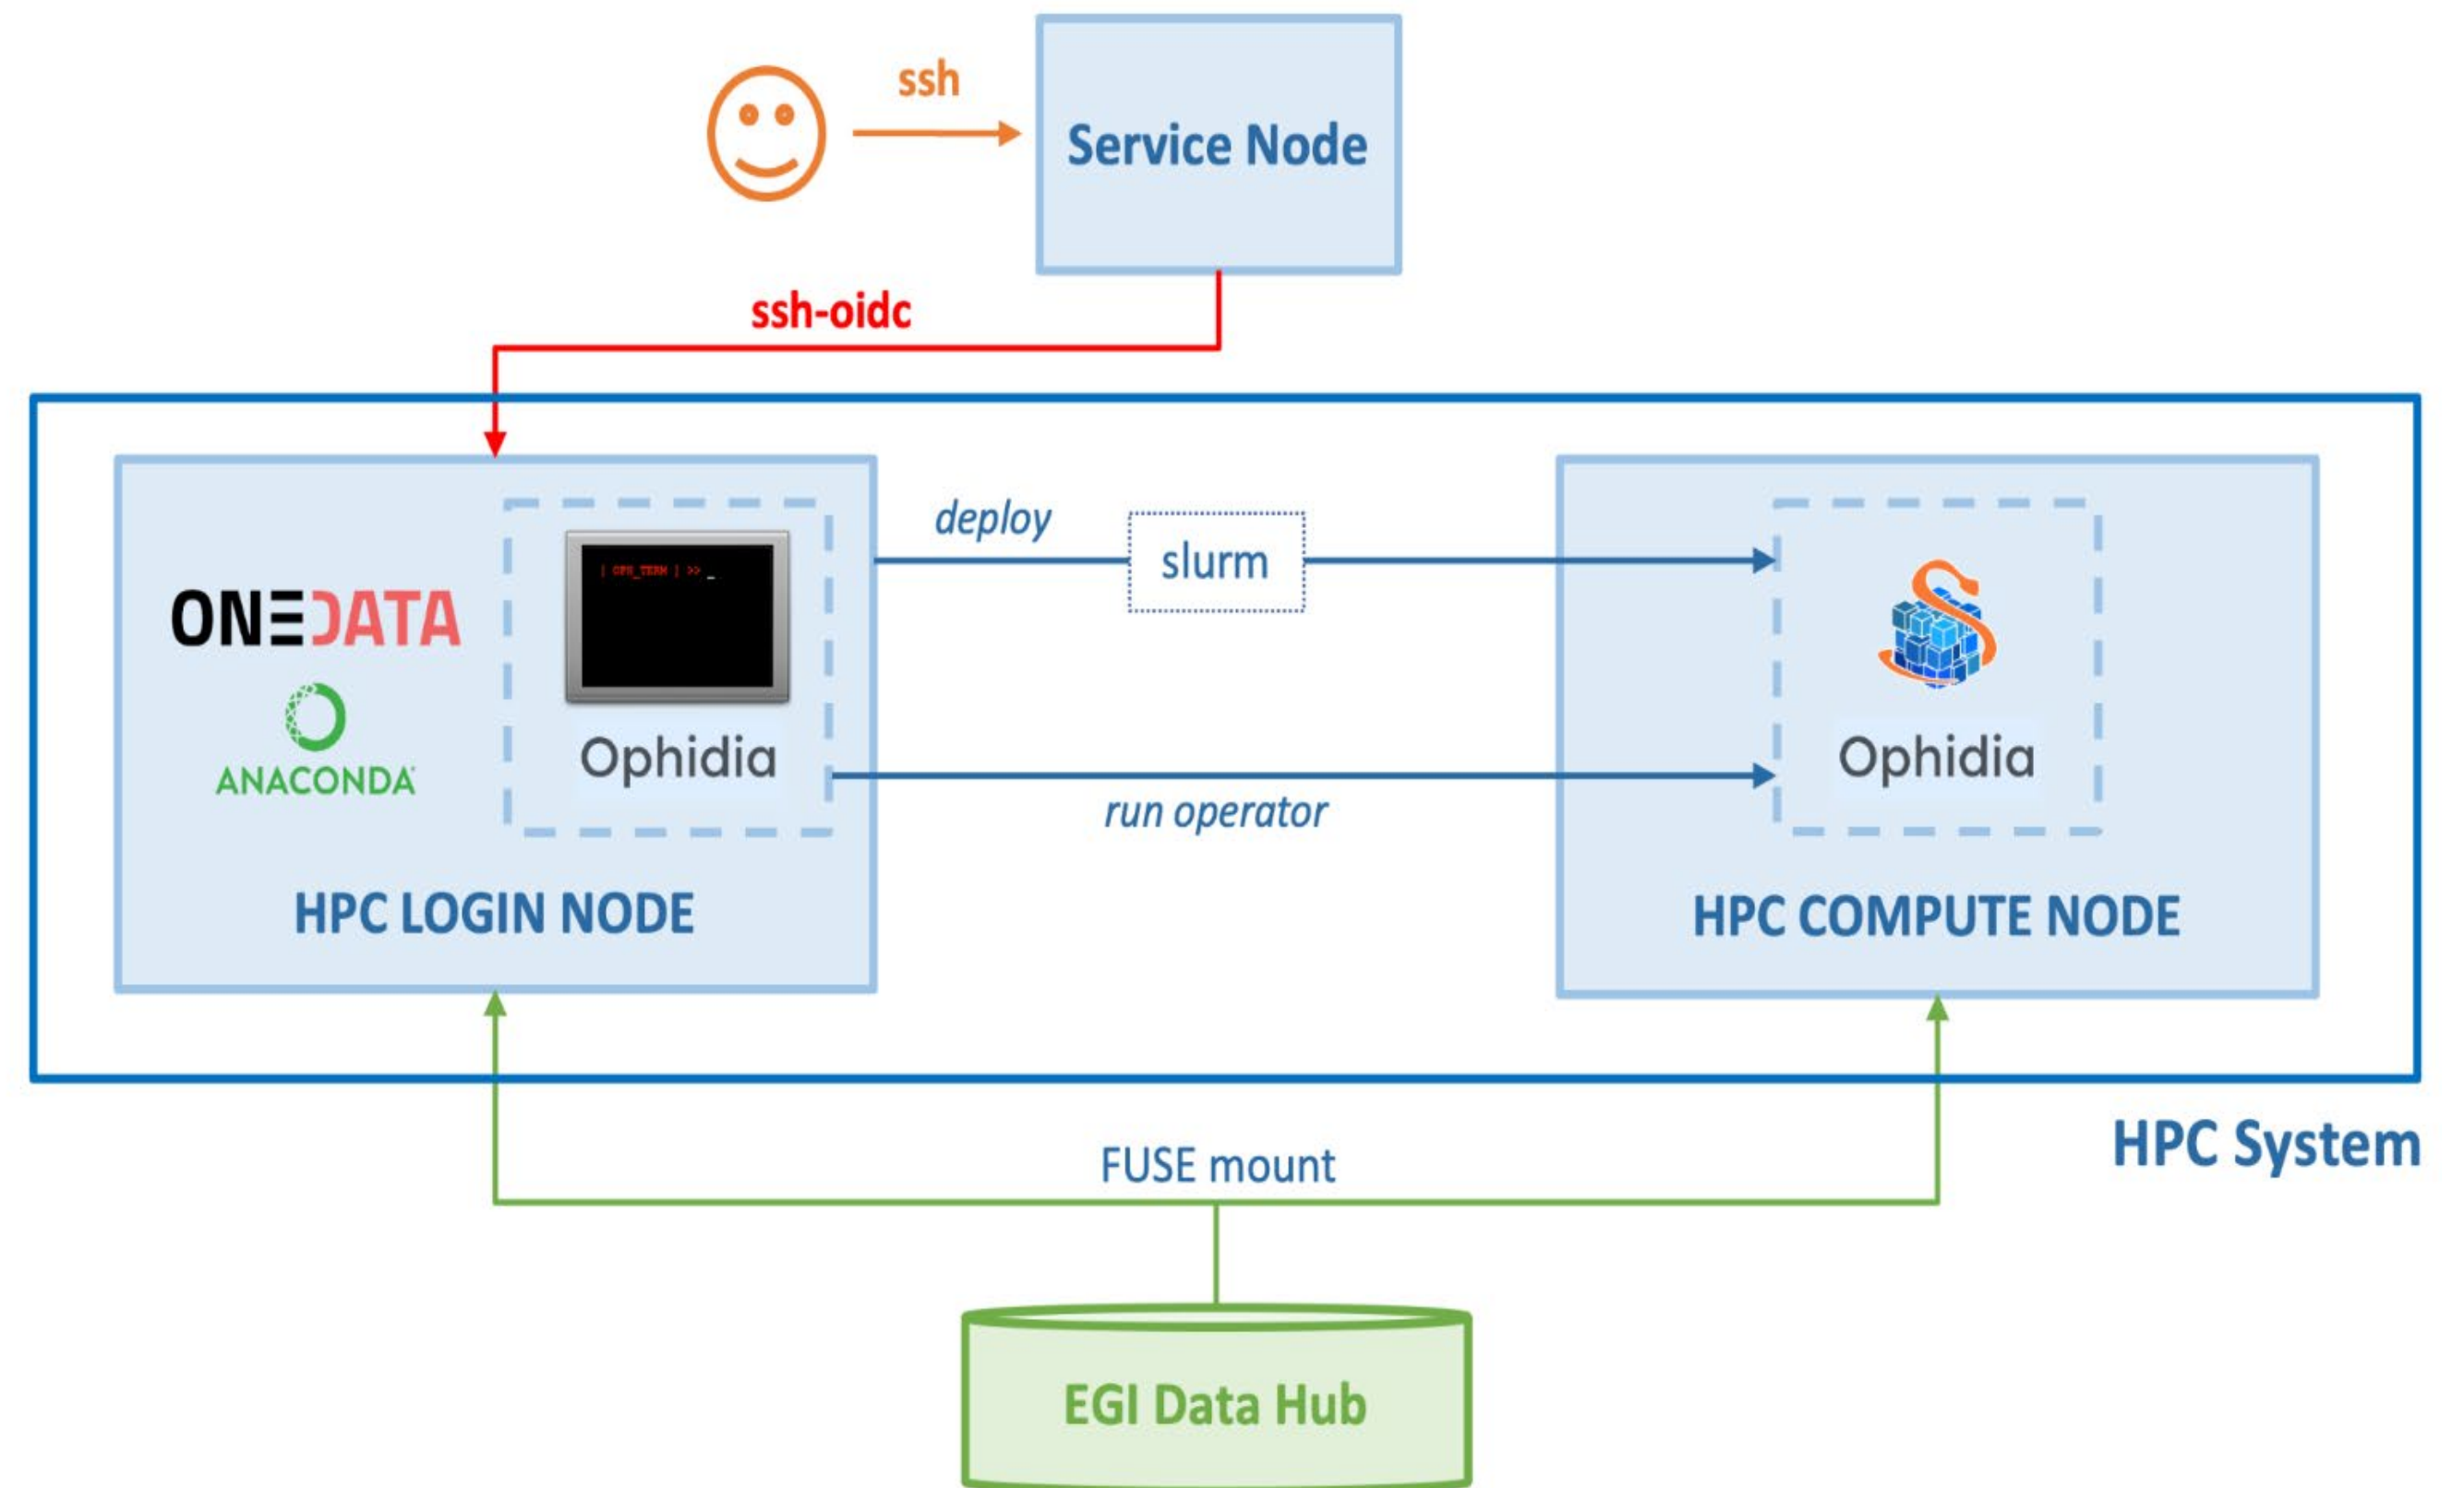 ssh
Service Node
ssh-oidc
deploy
slurm
[ OPH_TERM ] >> _
ONEDATA
ANACONDA
Ophidia
Ophidia
run operator
HPC LOGIN NODE
HPC COMPUTE NODE
HPC System
FUSE mount
EGI Data Hub